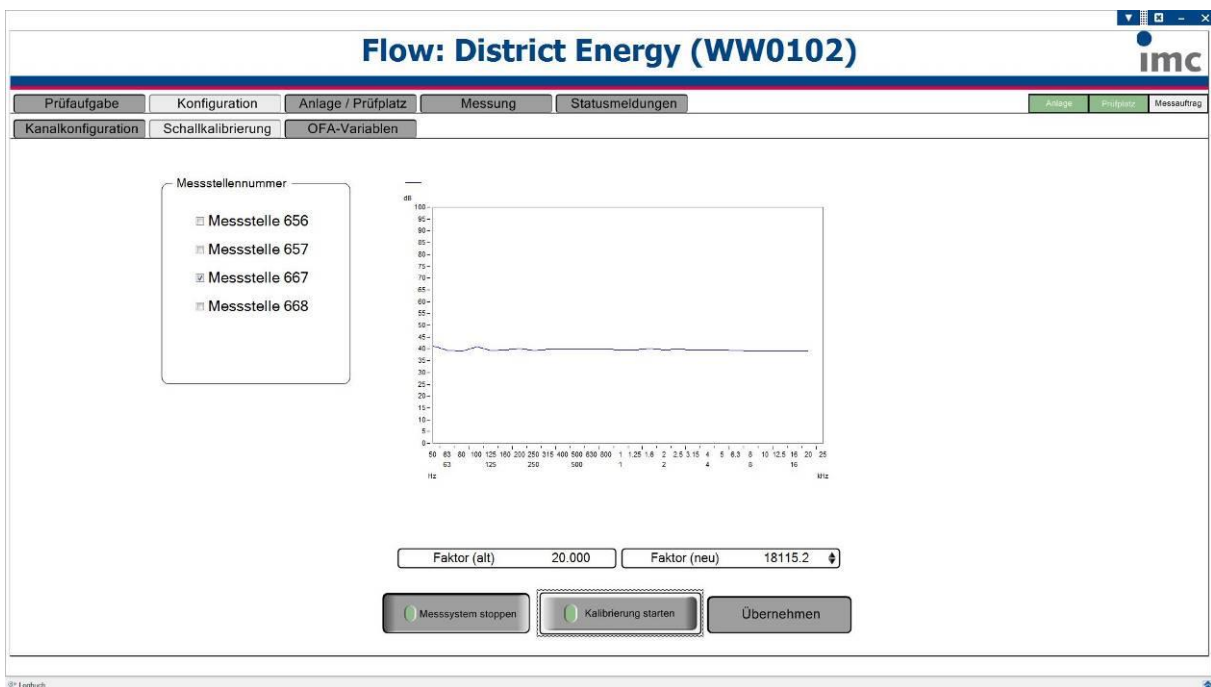 Flow: District Energy (WW0102)
imc
Prüfaufgabe Konfiguration Anlage / Prüfplatz Messung Statusmeldungen Anlage Prüfplatz Messauftrag
Kanalkonfiguration Schallkalibrierung OFA-Variablen
Messstellennummer
Messstelle 656
Messstelle 657
Messstelle 667
Messstelle 668
dB
100
95
90
85
80
75
70
65
60
55
50
45
40
35
30
25
20
15
10
5
0
50 63 80 100 125 160 200 250 315 400 500 630 800 1 1.25 1.6 2 2.5 3.15 4 5 6.3 8 10 12.5 16 20 25
63 125 250 500 1 2 4 8 16
Hz kHz
Faktor (alt) 20.000 Faktor (neu) 18115.2
Messsystem stoppen Kalibrierung starten Übernehmen
Logbuch